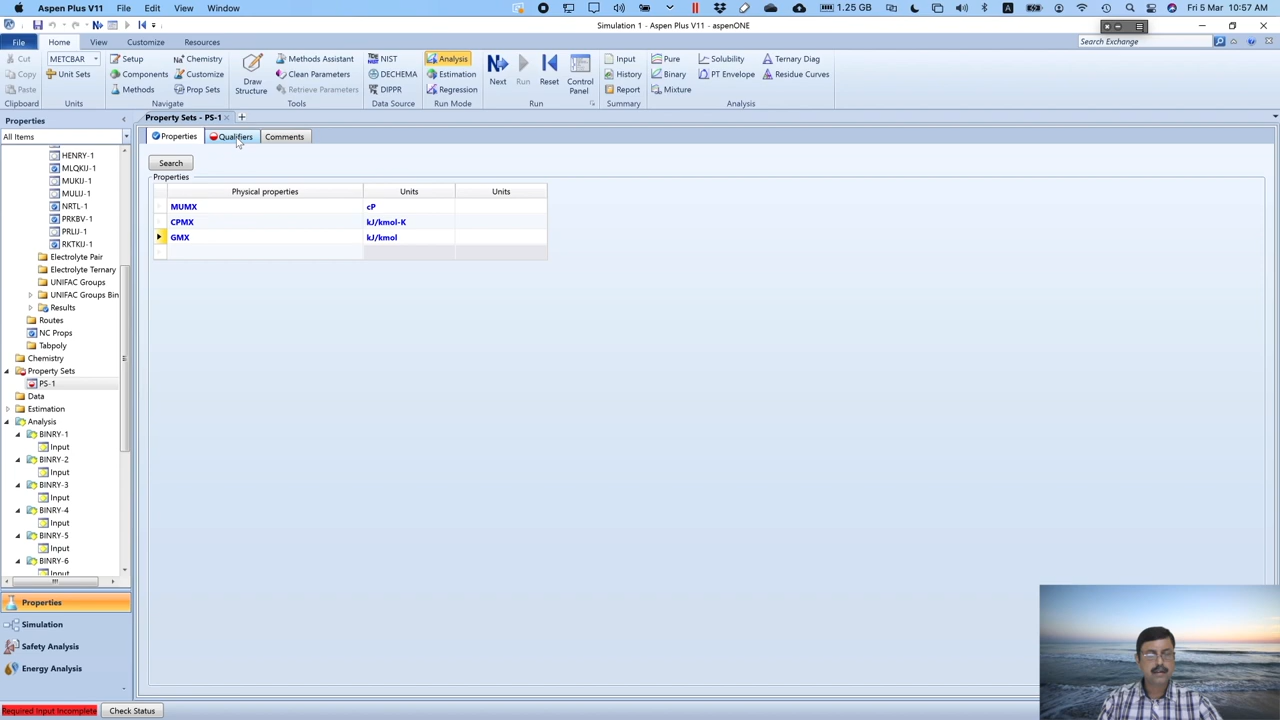 Aspen Plus V11 File Edit View Window 1.25 GB Fri 5 Mar 10:57 AM
Simulation 1 - Aspen Plus V11 - aspenONE
File Home View Customize Resources Search Exchange
Cut METCBAR Setup Chemistry Methods Assistant NIST Analysis Input Pure Solubility Ternary Diag
Copy Unit Sets Components Customize Clean Parameters DECHEMA Estimation History Binary PT Envelope Residue Curves
Paste Methods Prop Sets Draw Structure Retrieve Parameters DIPPR Regression Next Run Reset Control Panel Report Mixture
Clipboard Units Navigate Tools Data Source Run Mode Run Summary Analysis
Properties
All Items
HENRY-1
MLQKIJ-1
MUKIJ-1
MULIJ-1
NRTL-1
PRKBV-1
PRLIJ-1
RKTKIJ-1
Electrolyte Pair
Electrolyte Ternary
UNIFAC Groups
UNIFAC Groups Bin
Results
Routes
NC Props
Tabpoly
Chemistry
Property Sets
PS-1
Data
Estimation
Analysis
BINRY-1
Input
BINRY-2
Input
BINRY-3
Input
BINRY-4
Input
BINRY-5
Input
BINRY-6
Input
Properties
Simulation
Safety Analysis
Energy Analysis
Property Sets - PS-1
Properties Qualifiers Comments
Search
Properties
Physical properties Units Units
MUMX cP
CPMX kJ/kmol-K
GMX kJ/kmol
Required Input Incomplete Check Status